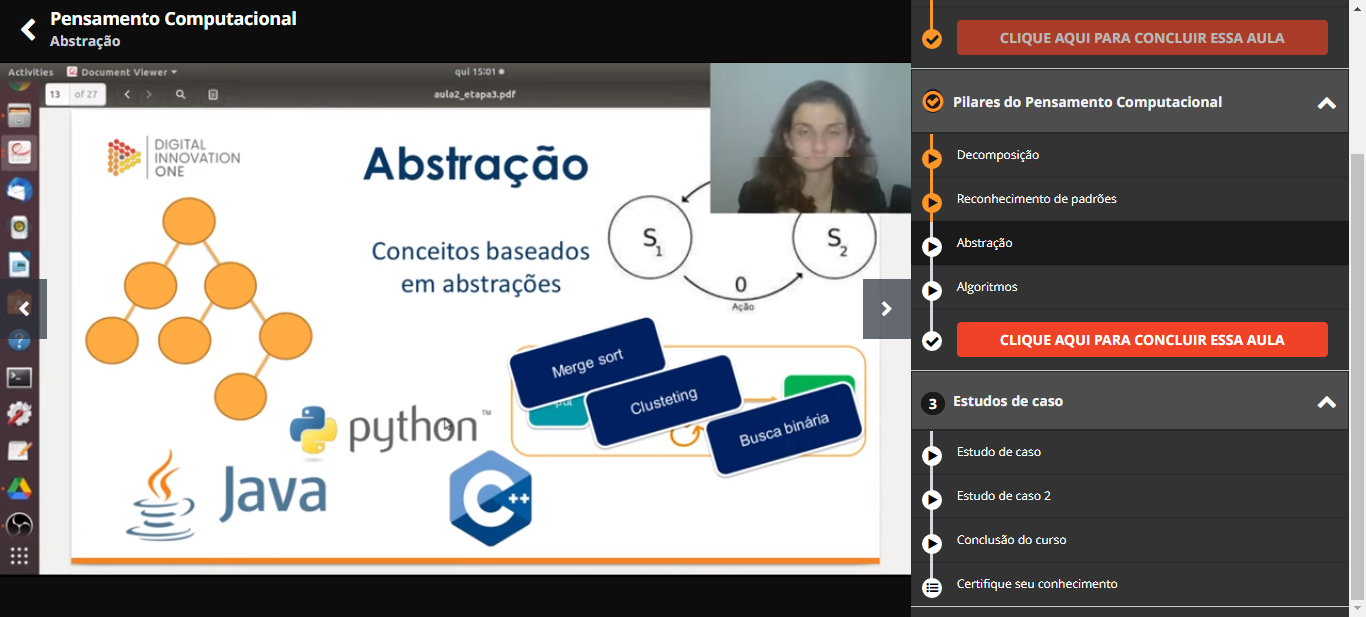 Pensamento Computacional
Abstração
Activities
Document Viewer
qui 15:01
13 of 27
aula2_etapa3.pdf
DIGITAL
INNOVATION
ONE
Abstração
Conceitos baseados
em abstrações
S1
S2
0
Ação
Merge sort
Clusteting
Busca binária
python™
Java
C++
CLIQUE AQUI PARA CONCLUIR ESSA AULA
Pilares do Pensamento Computacional
Decomposição
Reconhecimento de padrões
Abstração
Algoritmos
CLIQUE AQUI PARA CONCLUIR ESSA AULA
3 Estudos de caso
Estudo de caso
Estudo de caso 2
Conclusão do curso
Certifique seu conhecimento